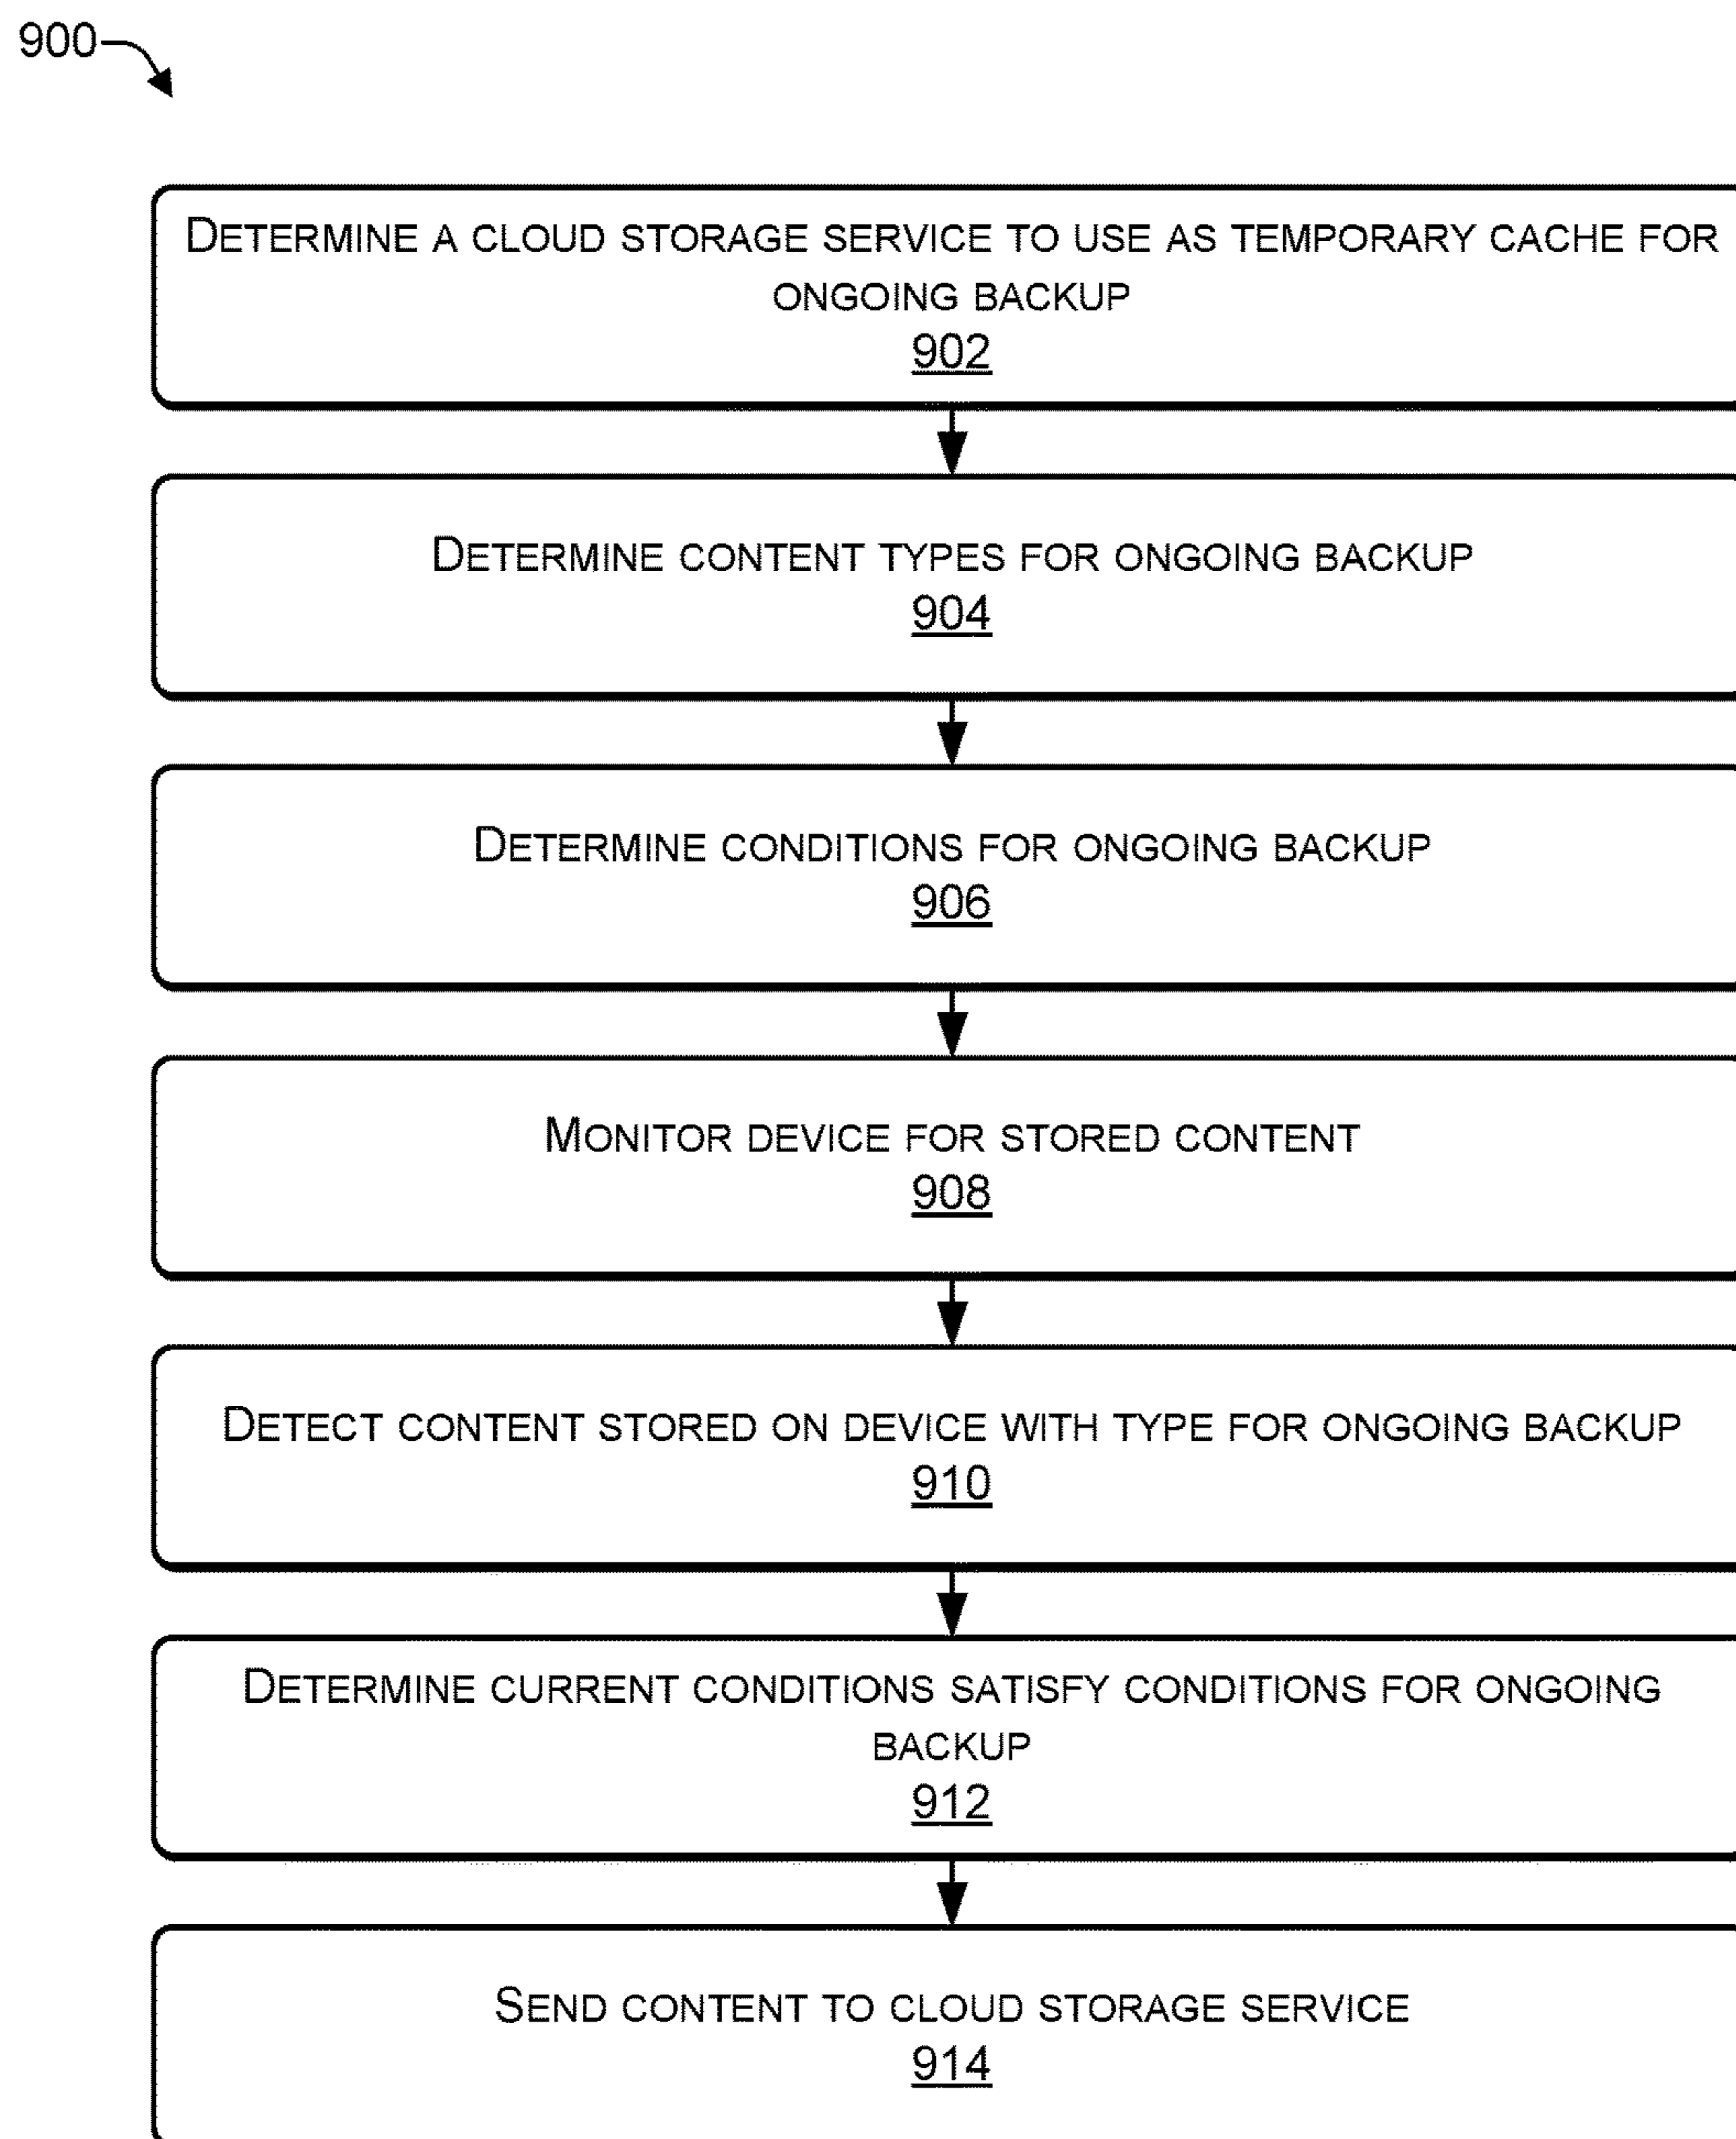 900
DETERMINE A CLOUD STORAGE SERVICE TO USE AS TEMPORARY CACHE FOR
ONGOING BACKUP
902
DETERMINE CONTENT TYPES FOR ONGOING BACKUP
904
DETERMINE CONDITIONS FOR ONGOING BACKUP
906
MONITOR DEVICE FOR STORED CONTENT
908
DETECT CONTENT STORED ON DEVICE WITH TYPE FOR ONGOING BACKUP
910
DETERMINE CURRENT CONDITIONS SATISFY CONDITIONS FOR ONGOING
BACKUP
912
SEND CONTENT TO CLOUD STORAGE SERVICE
914